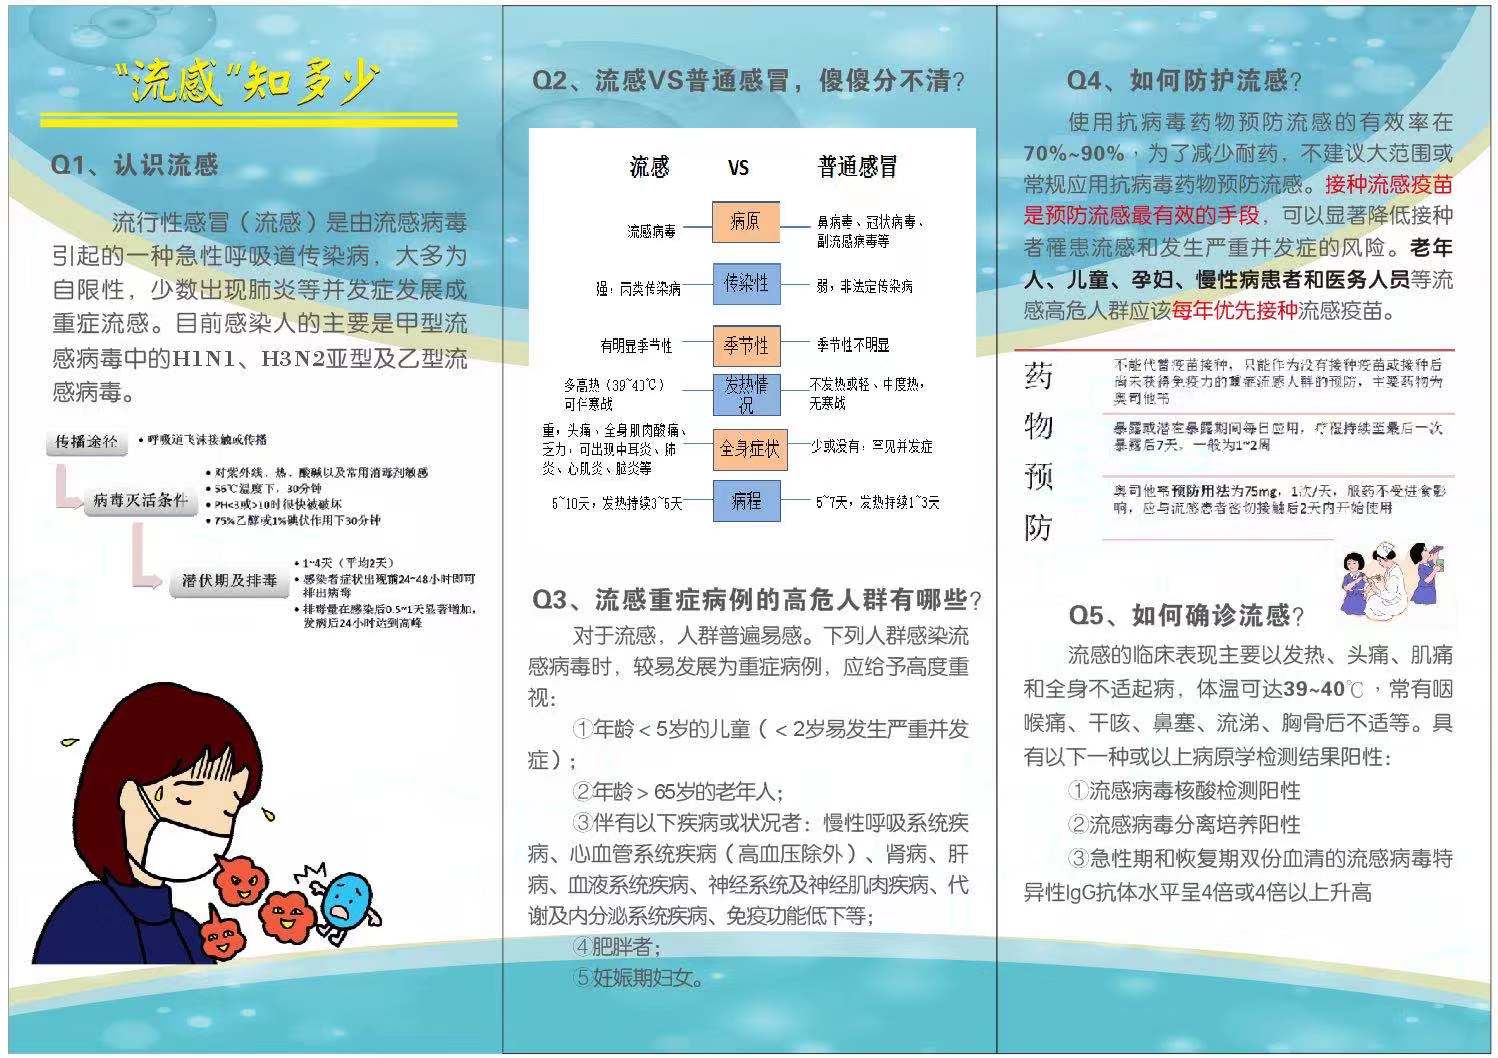 “流感”知多少
Q1、认识流感
流行性感冒（流感）是由流感病毒
引起的一种急性呼吸道传染病，大多为
自限性，少数出现肺炎等并发症发展成
重症流感。目前感染人的主要是甲型流
感病毒中的H1N1、H3N2亚型及乙型流
感病毒。
传播途径
• 呼吸道飞沫接触或传播
病毒灭活条件
• 对紫外线、热、酸碱以及常用消毒剂敏感
• 56℃温度下，30分钟
• PH<3或>10时很快被破坏
• 75%乙醇或1%碘伏作用下30分钟
潜伏期及排毒
• 1~4天（平均2天）
• 感染者症状出现前24~48小时即可
排出病毒
• 排毒量在感染后0.5~1天显著增加，
发病后24小时达到高峰
Q2、流感VS普通感冒，傻傻分不清？
流感 VS 普通感冒
流感病毒 病原 鼻病毒、冠状病毒、
副流感病毒等
强；丙类传染病 传染性 弱，非法定传染病
有明显季节性 季节性 季节性不明显
多高热（39~40℃）
可伴寒战
发热情
况
不发热或轻、中度热，
无寒战
重，头痛、全身肌肉酸痛、
乏力，可出现中耳炎、肺
炎、心肌炎、脑炎等
全身症状
少或没有；罕见并发症
5~10天，发热持续3~5天 病程 5~7天，发热持续1~3天
Q3、流感重症病例的高危人群有哪些？
对于流感，人群普遍易感。下列人群感染流
感病毒时，较易发展为重症病例，应给予高度重
视：
①年龄＜5岁的儿童（＜2岁易发生严重并发
症）；
②年龄＞65岁的老年人；
③伴有以下疾病或状况者：慢性呼吸系统疾
病、心血管系统疾病（高血压除外）、肾病、肝
病、血液系统疾病、神经系统及神经肌肉疾病、代
谢及内分泌系统疾病、免疫功能低下等；
④肥胖者；
⑤妊娠期妇女。
Q4、如何防护流感？
使用抗病毒药物预防流感的有效率在
70%~90%，为了减少耐药，不建议大范围或
常规应用抗病毒药物预防流感。接种流感疫苗
是预防流感最有效的手段，可以显著降低接种
者罹患流感和发生严重并发症的风险。老年
人、儿童、孕妇、慢性病患者和医务人员等流
感高危人群应该每年优先接种流感疫苗。
药
物
预
防
不能代替疫苗接种，只能作为没有接种疫苗或接种后
尚未获得免疫力的重症流感人群的预防，主要药物为
奥司他韦
暴露或潜在暴露期间每日应用，疗程持续至最后一次
暴露后7天，一般为1~2周
奥司他韦预防用法为75mg，1次/天，服药不受进食影
响，应与流感患者密切接触后2天内开始使用
Q5、如何确诊流感？
流感的临床表现主要以发热、头痛、肌痛
和全身不适起病，体温可达39~40℃，常有咽
喉痛、干咳、鼻塞、流涕、胸骨后不适等。具
有以下一种或以上病原学检测结果阳性：
①流感病毒核酸检测阳性
②流感病毒分离培养阳性
③急性期和恢复期双份血清的流感病毒特
异性IgG抗体水平呈4倍或4倍以上升高